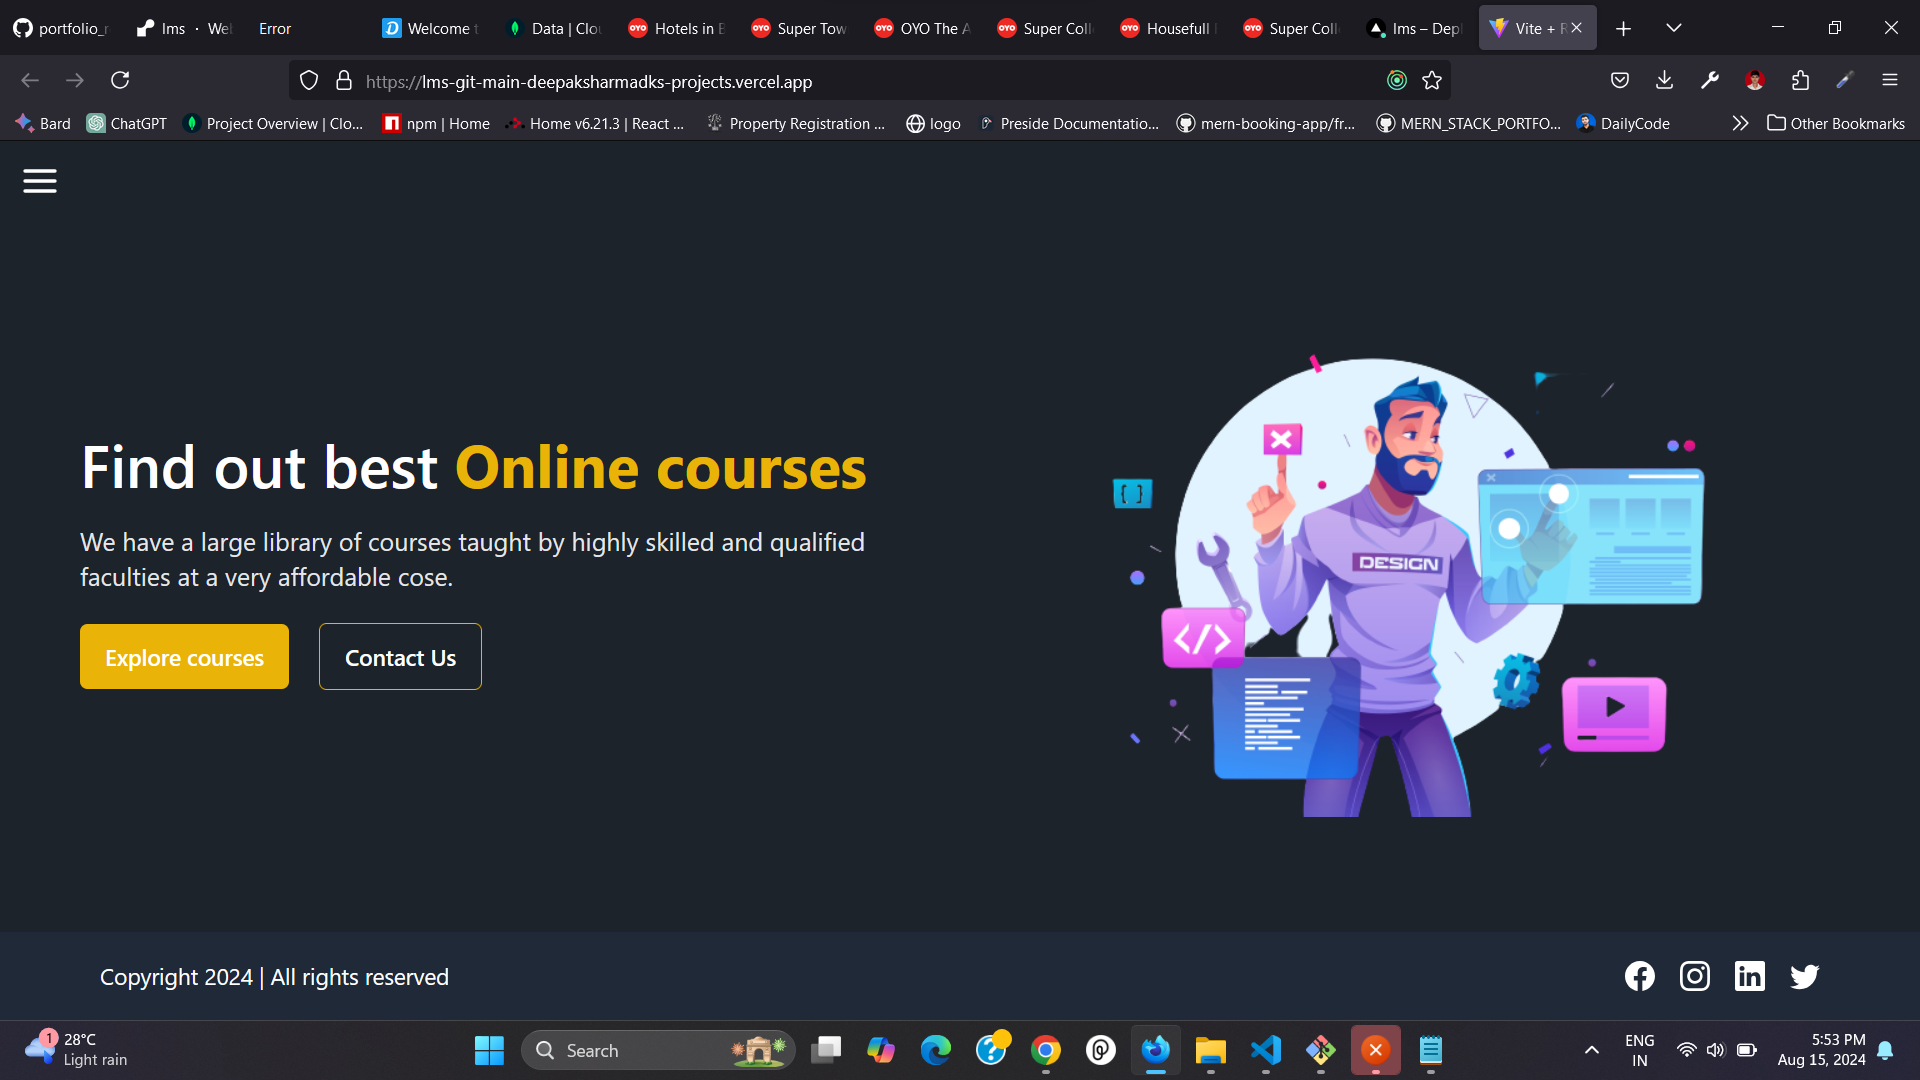 portfolio_r
lms · We
Error
Welcome t
Data | Clou
Hotels in B
Super Tow
OYO The A
Super Coll
Housefull
Super Coll
lms – Depl
Vite + R
https://lms-git-main-deepaksharmadks-projects.vercel.app
Bard
ChatGPT
Project Overview | Clo...
npm | Home
Home v6.21.3 | React ...
Property Registration ...
logo
Preside Documentatio...
mern-booking-app/fr...
MERN_STACK_PORTFO...
DailyCode
Other Bookmarks
Find out best Online courses
We have a large library of courses taught by highly skilled and qualified
faculties at a very affordable cose.
Explore courses
Contact Us
DESIGN
Copyright 2024 | All rights reserved
1
28°C
Light rain
Search
ENG
IN
5:53 PM
Aug 15, 2024